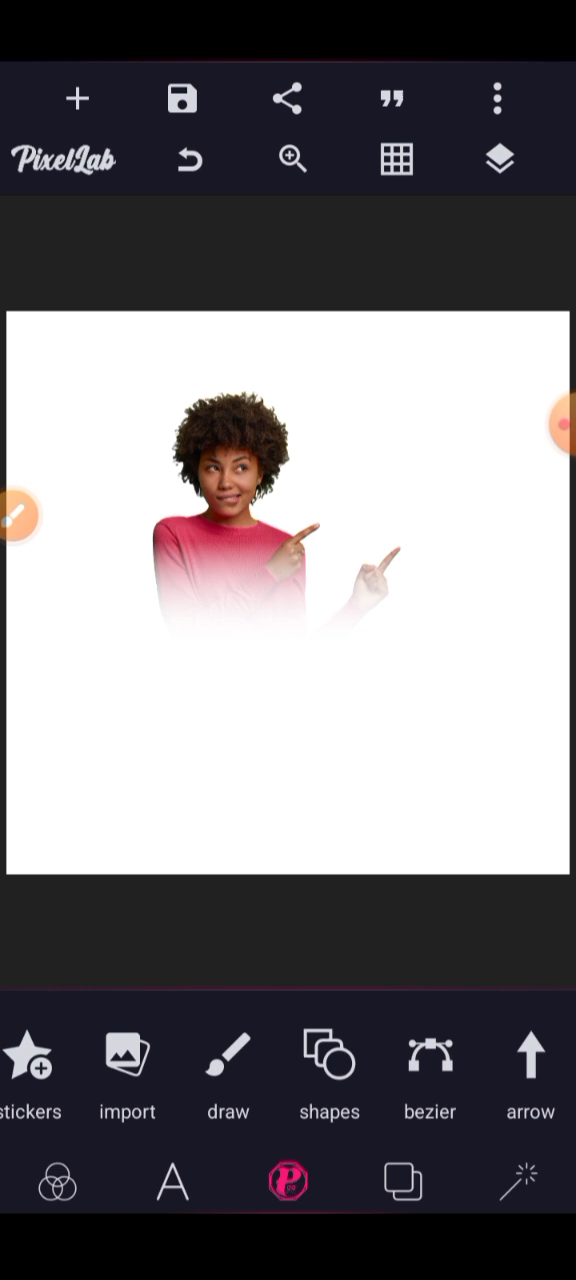 PixelLab
stickers
import
draw
shapes
bezier
arrow